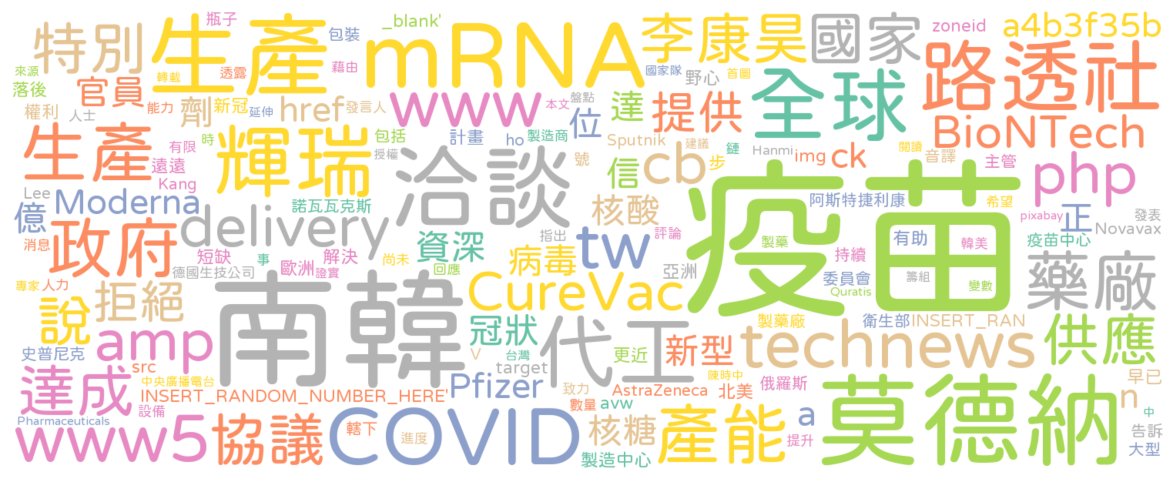 瓶子 _blank' 李康昊 國家 zoneid a4b3f35b
特別 生產 包裝 mRNA 路透社
來源 轉載 透露 藉由 國家隊 野心 首圖
落後 官員 能力 劑 新冠 href 發言人 www 本文 盤點 達 提供 全球
權利 人士 延伸 位 BioNTech
生產 有限 時 輝瑞 包括 計畫 ho 製造商 Sputnik 建議 鏈 Hanmi img ck 閱讀 音譯 主管
遠遠 授權 洽談 信 cb 號 步 php
Lee Kang 諾瓦瓦克斯 核酸 疫苗 阿斯特捷利康 希望
億 Moderna delivery 資深 指出 tw 評論 正 pixabay 發表
政府 消息 短缺 事 解決 病毒 製藥 持續 有助 韓美 疫苗中心 Novavax
德國生技公司 歐洲 證實 尚未 回應 亞洲 委員會 籌組 藥廠
專家 人力 拒絕 南韓 CureVac Quratis 變數
說 冠狀 代工 製藥廠 衛生部 INSERT_RAN 供應
史普尼克 amp V 台灣 更近 新型 technews
src 中央廣播電台 target 陳時中 俄羅斯 早已
達成 INSERT_RANDOM_NUMBER_HERE' Pfizer 致力 AstraZeneca 北美 莫德納 n
設備 數量 avw a
Pharmaceuticals www5 協議 轄下 COVID 核糖 產能 提升 中 告訴
進度 製造中心 大型